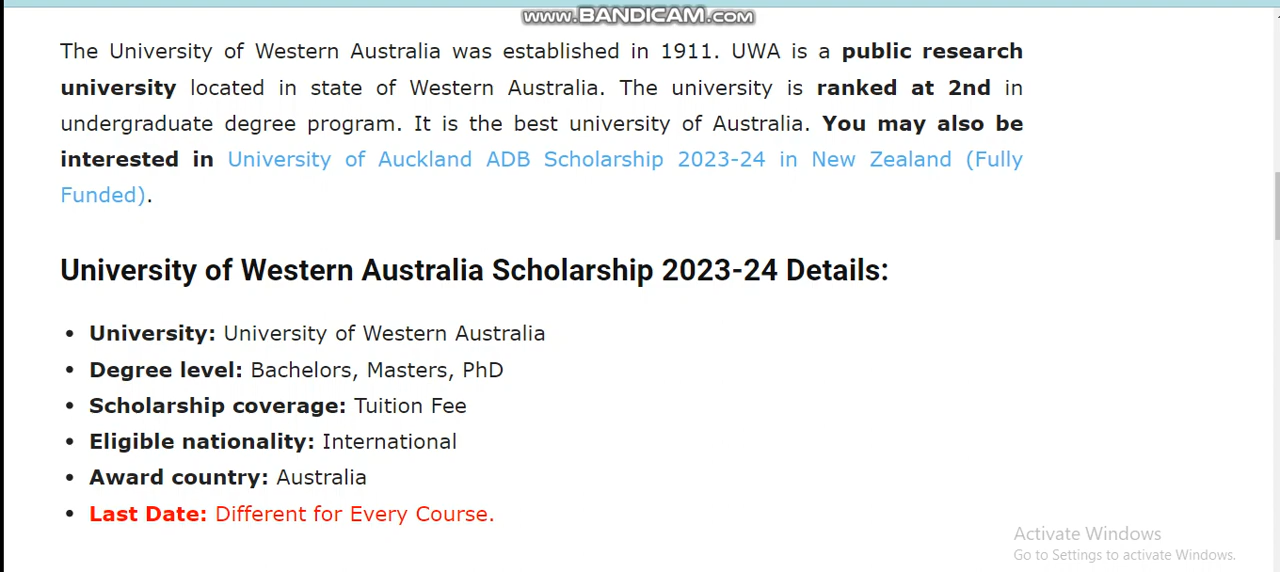 www.BANDICAM.com
The University of Western Australia was established in 1911. UWA is a public research
university located in state of Western Australia. The university is ranked at 2nd in
undergraduate degree program. It is the best university of Australia. You may also be
interested in University of Auckland ADB Scholarship 2023-24 in New Zealand (Fully
Funded).
University of Western Australia Scholarship 2023-24 Details:
• University: University of Western Australia
• Degree level: Bachelors, Masters, PhD
• Scholarship coverage: Tuition Fee
• Eligible nationality: International
• Award country: Australia
• Last Date: Different for Every Course.
Activate Windows
Go to Settings to activate Windows.